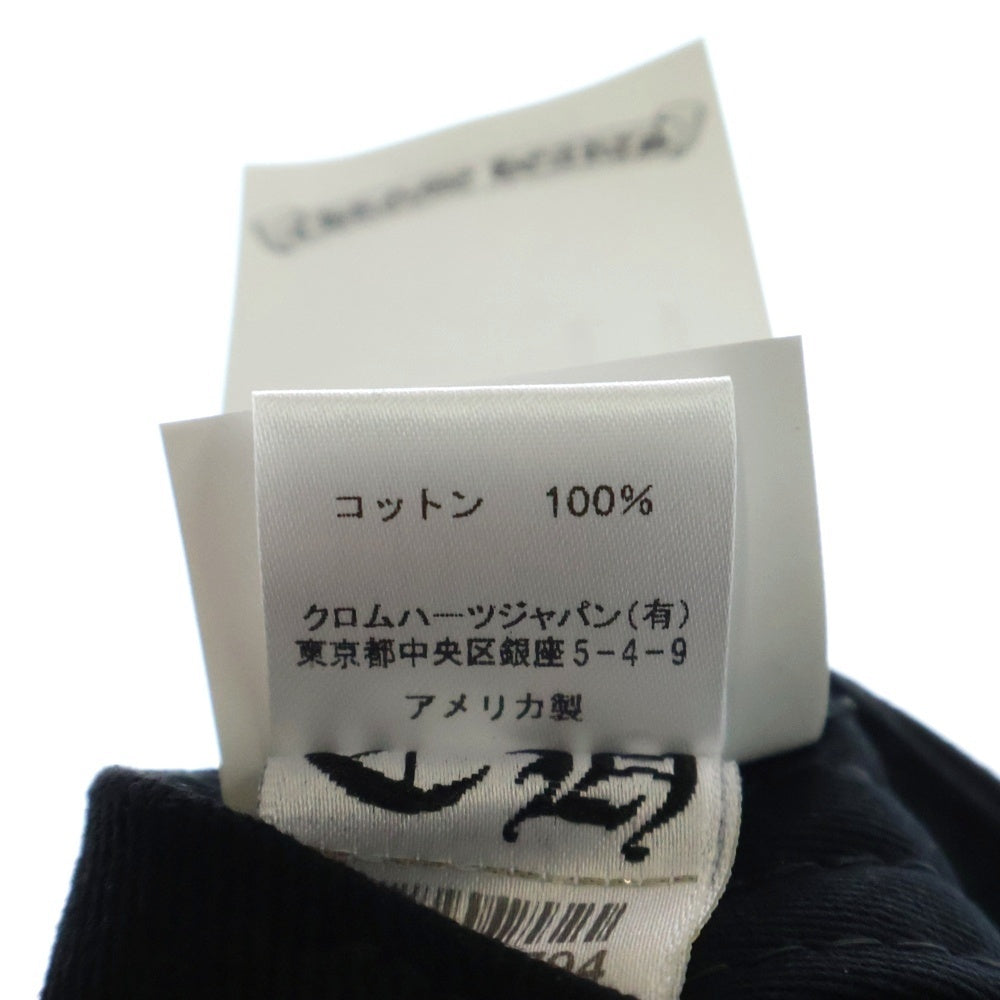 コットン 100%
クロムハーツジャパン(有)
東京都中央区銀座5-4-9
アメリカ製